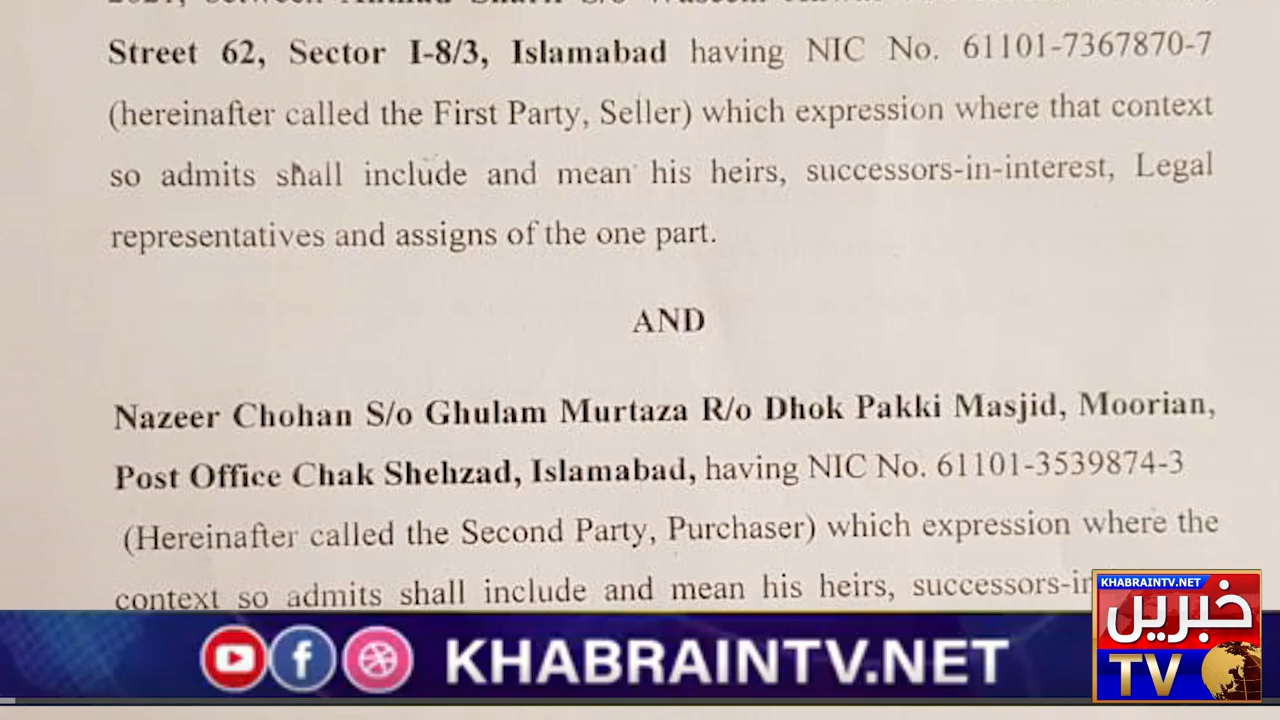 Street 62, Sector I-8/3, Islamabad having NIC No. 61101-7367870-7
(hereinafter called the First Party, Seller) which expression where that context
so admits shall include and mean his heirs, successors-in-interest, Legal
representatives and assigns of the one part.
AND
Nazeer Chohan S/o Ghulam Murtaza R/o Dhok Pakki Masjid, Moorian,
Post Office Chak Shehzad, Islamabad, having NIC No. 61101-3539874-3
(Hereinafter called the Second Party, Purchaser) which expression where the
context so admits shall include and mean his heirs,
KHABRAINTV.NET
KHABRAINTV.NET
خبریں
TV